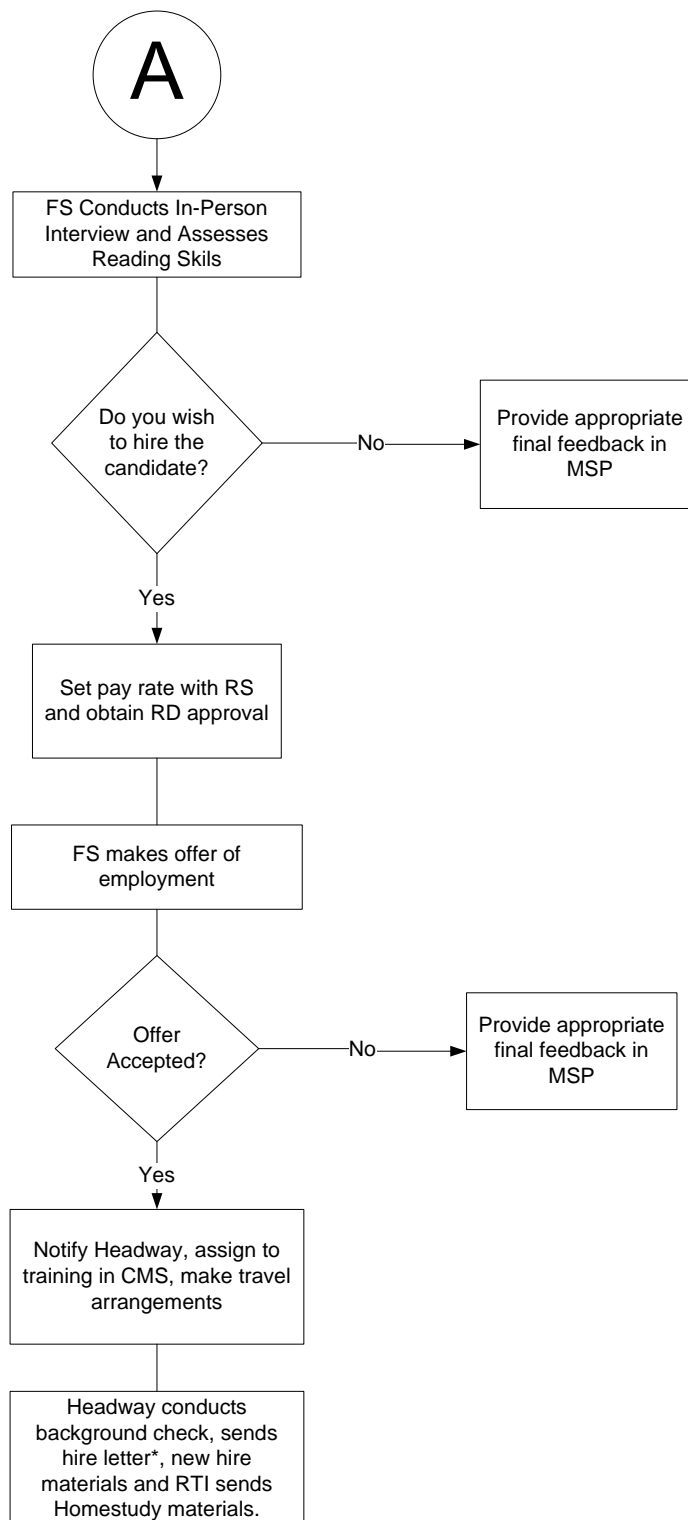 A
FS Conducts In-Person
Interview and Assesses
Reading Skils
Do you wish
to hire the
candidate?
No
Provide appropriate
final feedback in
MSP
Yes
Set pay rate with RS
and obtain RD approval
FS makes offer of
employment
Offer
Accepted?
No
Provide appropriate
final feedback in
MSP
Yes
Notify Headway, assign to
training in CMS, make travel
arrangements
Headway conducts
background check, sends
hire letter*, new hire
materials and RTI sends
Homestudy materials.